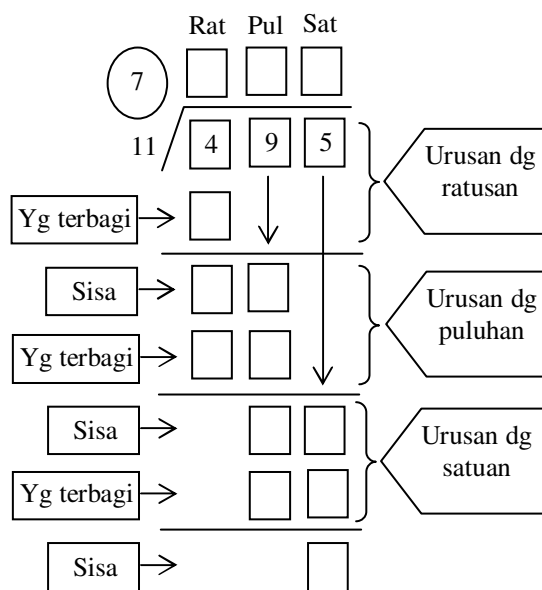 Rat Pul Sat
7
11 4 9 5
Urusan dg
ratusan
Yg terbagi
Sisa
Urusan dg
puluhan
Yg terbagi
Sisa
Urusan dg
satuan
Yg terbagi
Sisa